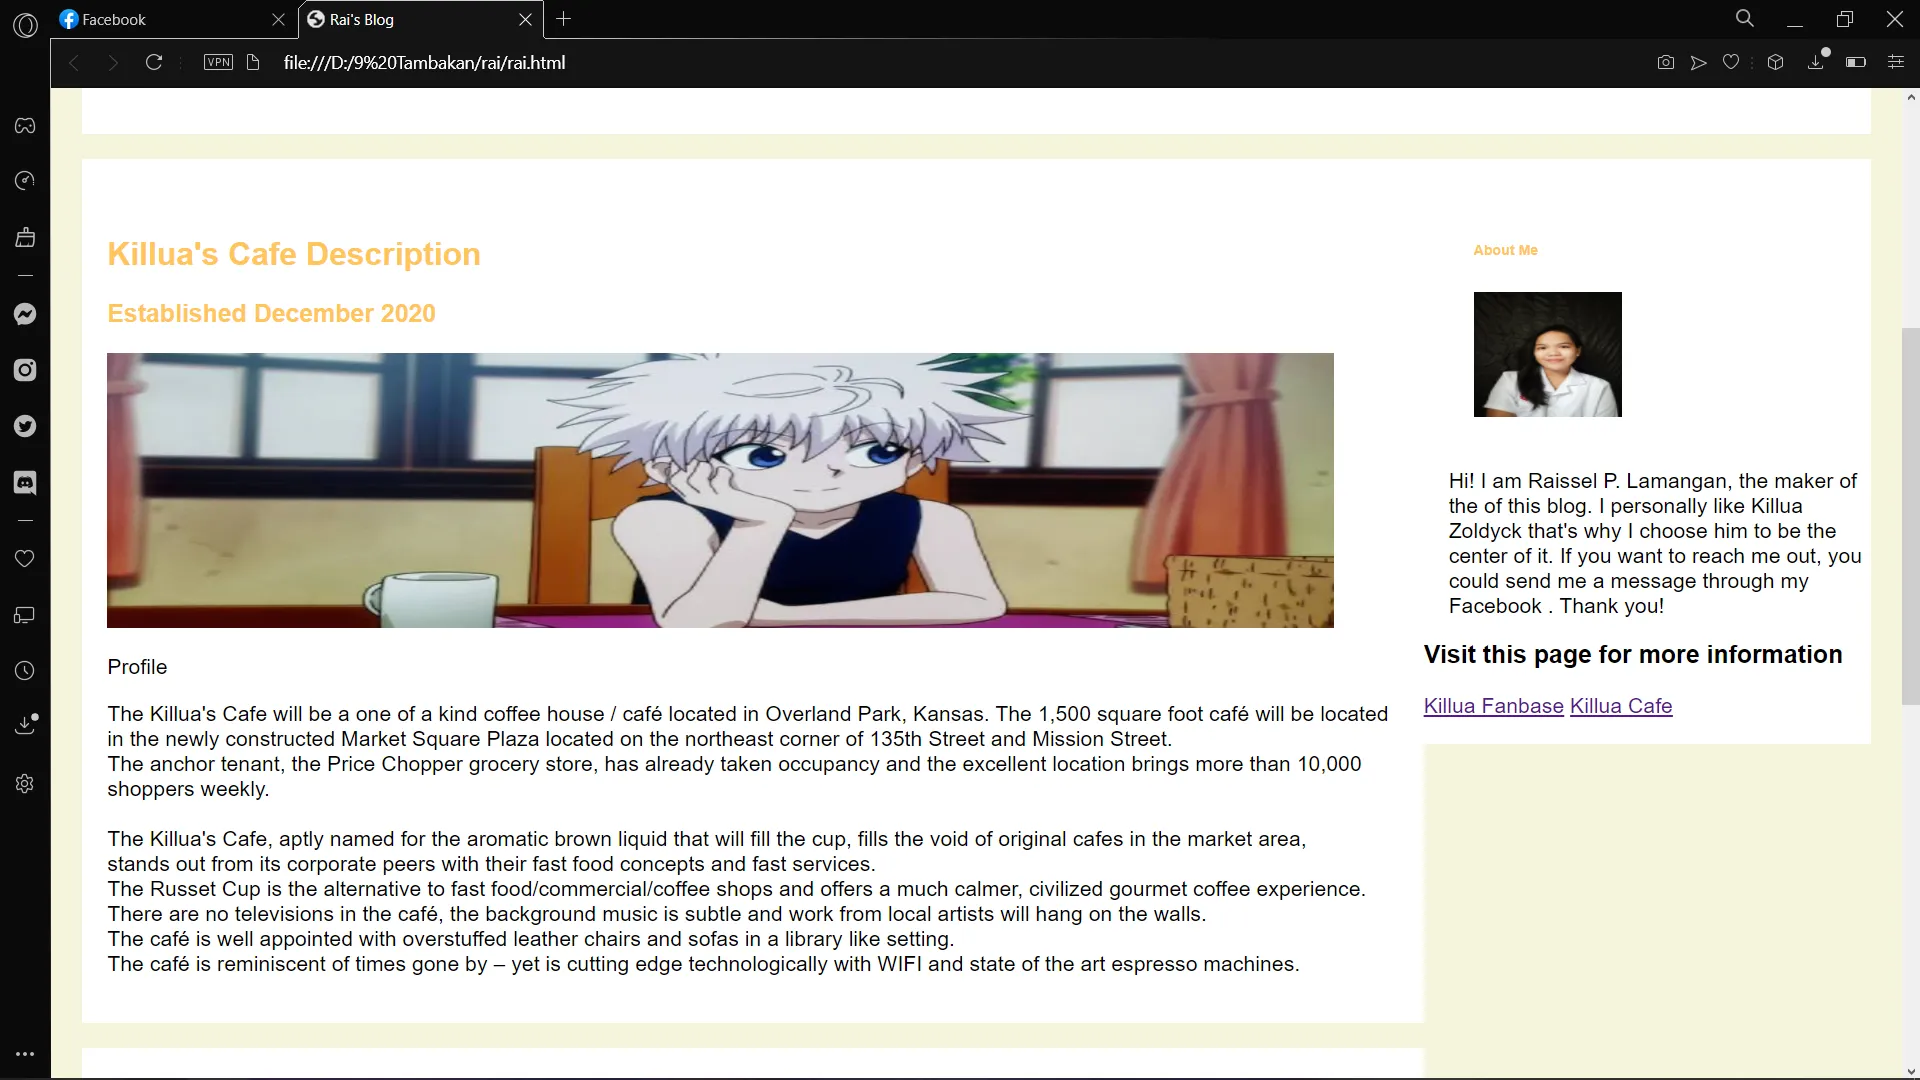 Facebook
Rai's Blog
VPN
file:///D:/9%20Tambakan/rai/rai.html
Killua's Cafe Description
Established December 2020
Profile
The Killua's Cafe will be a one of a kind coffee house / café located in Overland Park, Kansas. The 1,500 square foot café will be located
in the newly constructed Market Square Plaza located on the northeast corner of 135th Street and Mission Street.
The anchor tenant, the Price Chopper grocery store, has already taken occupancy and the excellent location brings more than 10,000
shoppers weekly.
The Killua's Cafe, aptly named for the aromatic brown liquid that will fill the cup, fills the void of original cafes in the market area,
stands out from its corporate peers with their fast food concepts and fast services.
The Russet Cup is the alternative to fast food/commercial/coffee shops and offers a much calmer, civilized gourmet coffee experience.
There are no televisions in the café, the background music is subtle and work from local artists will hang on the walls.
The café is well appointed with overstuffed leather chairs and sofas in a library like setting.
The café is reminiscent of times gone by – yet is cutting edge technologically with WIFI and state of the art espresso machines.
About Me
Hi! I am Raissel P. Lamangan, the maker of
the of this blog. I personally like Killua
Zoldyck that's why I choose him to be the
center of it. If you want to reach me out, you
could send me a message through my
Facebook . Thank you!
Visit this page for more information
Killua Fanbase Killua Cafe